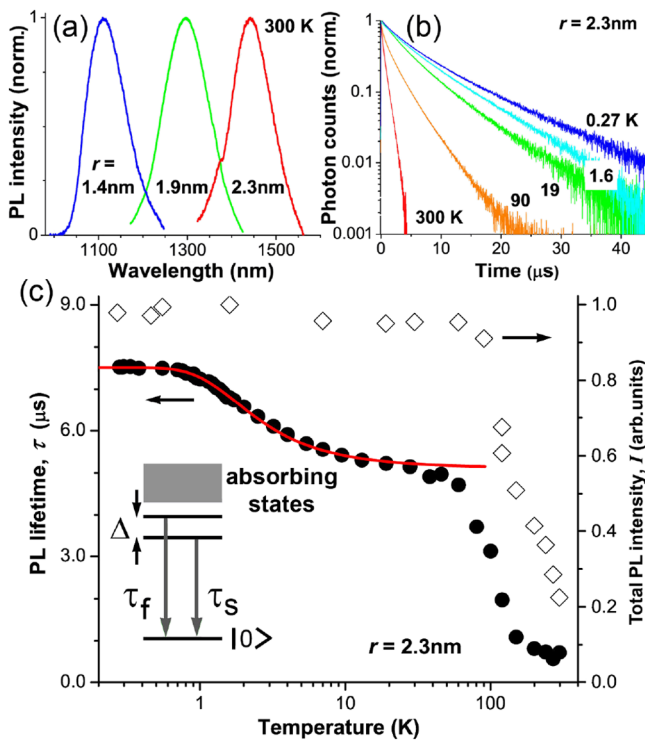 (a)
300 K
PL intensity (norm.)
1
0
r =
1.4nm
1.9nm
2.3nm
1100
1300
1500
Wavelength (nm)
(b)
r = 2.3nm
Photon counts (norm.)
1
0.1
0.01
0.001
0.27 K
1.6
19
90
300 K
0
10
20
30
40
Time (μs)
(c)
9.0
6.0
3.0
0.0
PL lifetime, τ (μs)
absorbing
states
Δ
τf
τs
|0>
r = 2.3nm
1
10
100
Temperature (K)
1.0
0.8
0.6
0.4
0.2
0.0
Total PL intensity, I (arb.units)